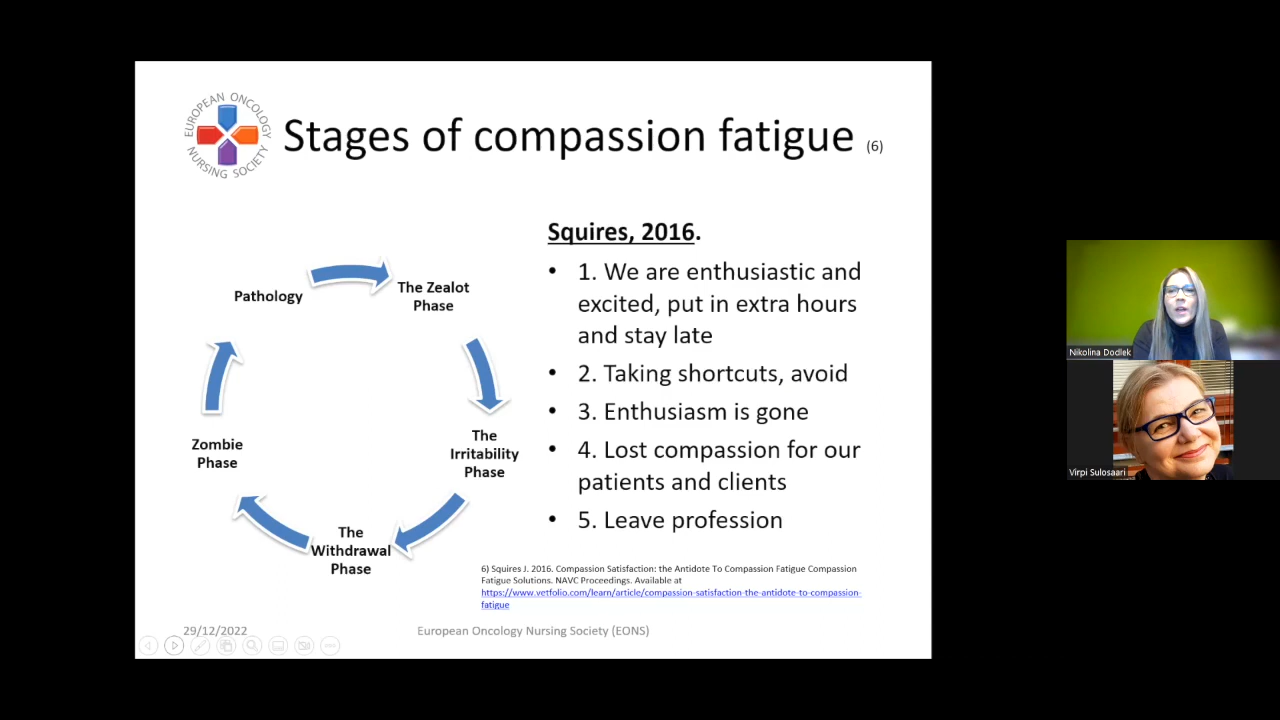 EUROPEAN ONCOLOGY
NURSING SOCIETY
Stages of compassion fatigue (6)
Pathology
The Zealot
Phase
The
Irritability
Phase
The
Withdrawal
Phase
Zombie
Phase
Squires, 2016.
• 1. We are enthusiastic and
excited, put in extra hours
and stay late
• 2. Taking shortcuts, avoid
• 3. Enthusiasm is gone
• 4. Lost compassion for our
patients and clients
• 5. Leave profession
6) Squires J. 2016. Compassion Satisfaction: the Antidote To Compassion Fatigue Compassion
Fatigue Solutions. NAVC Proceedings. Available at
https://www.vetfolio.com/learn/article/compassion-satisfaction-the-antidote-to-compassion-
fatigue
29/12/2022
European Oncology Nursing Society (EONS)
Nikolina Dodlek
Virpi Sulosaari